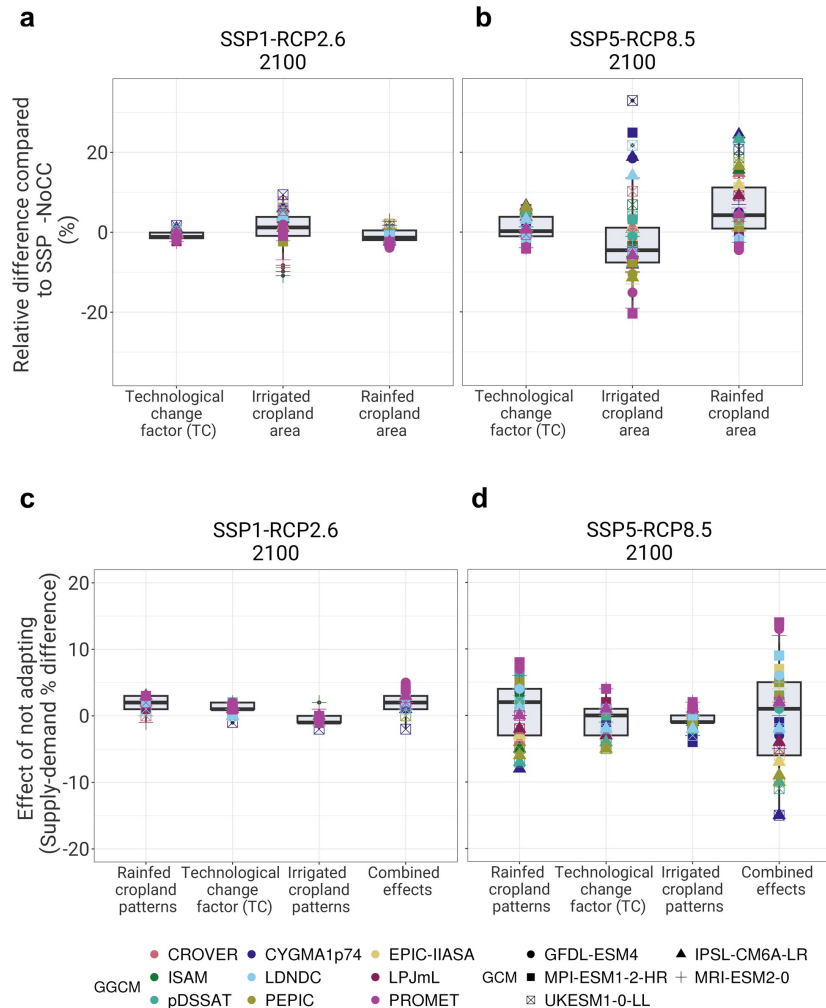 a
b
SSP1-RCP2.6
2100
SSP5-RCP8.5
2100
Relative difference compared
to SSP -NoCC
(%)
20
0
-20
Technological
change
factor (TC)
Irrigated
cropland
area
Rainfed
cropland
area
Technological
change
factor (TC)
Irrigated
cropland
area
Rainfed
cropland
area
c
d
SSP1-RCP2.6
2100
SSP5-RCP8.5
2100
Effect of not adapting
(Supply-demand % difference)
20
10
0
-10
-20
Rainfed
cropland
patterns
Technological
change
factor (TC)
Irrigated
cropland
patterns
Combined
effects
Rainfed
cropland
patterns
Technological
change
factor (TC)
Irrigated
cropland
patterns
Combined
effects
GGCM
CROVER
CYGMA1p74
EPIC-IIASA
ISAM
LDNDC
LPJmL
pDSSAT
PEPIC
PROMET
GCM
GFDL-ESM4
IPSL-CM6A-LR
MPI-ESM1-2-HR
MRI-ESM2-0
UKESM1-0-LL